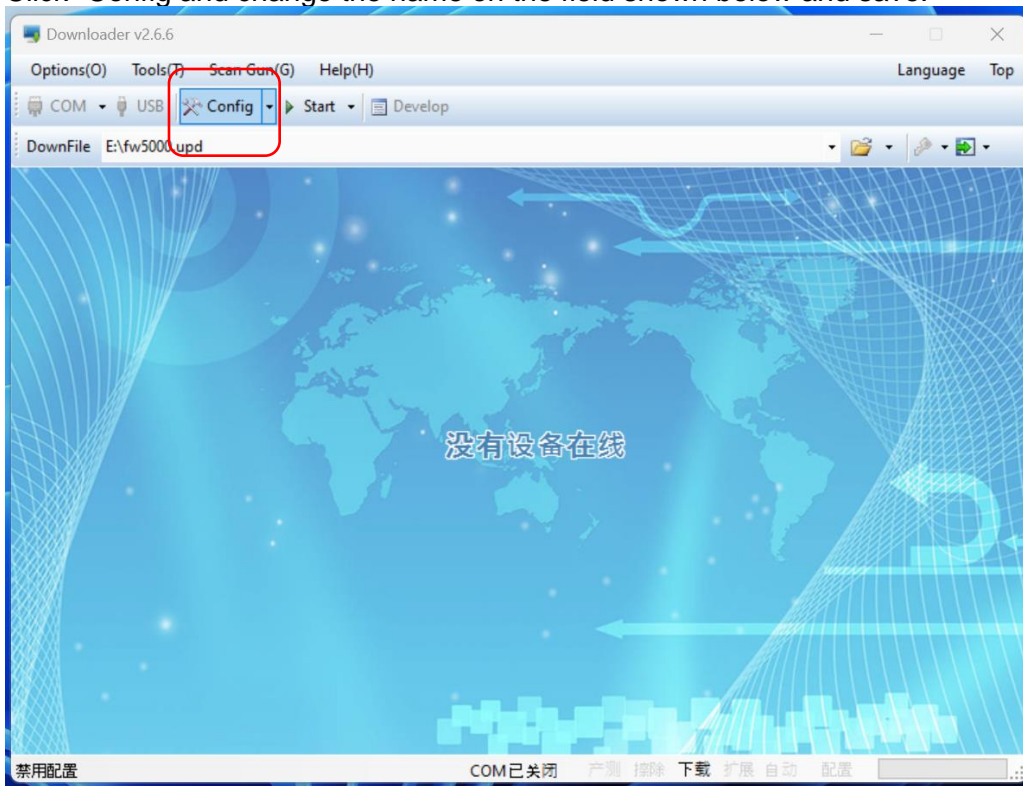 Click "Config and change the name on the field shown below and save.
Downloader v2.6.6
Options(O) Tools(T) Scan Gun(G) Help(H) Language Top
COM USB Config Start Develop
DownFile E:\fw5000.upd
没有设备在线
禁用配置 COM已关闭 产测 擦除 下载 扩展 自动 配置